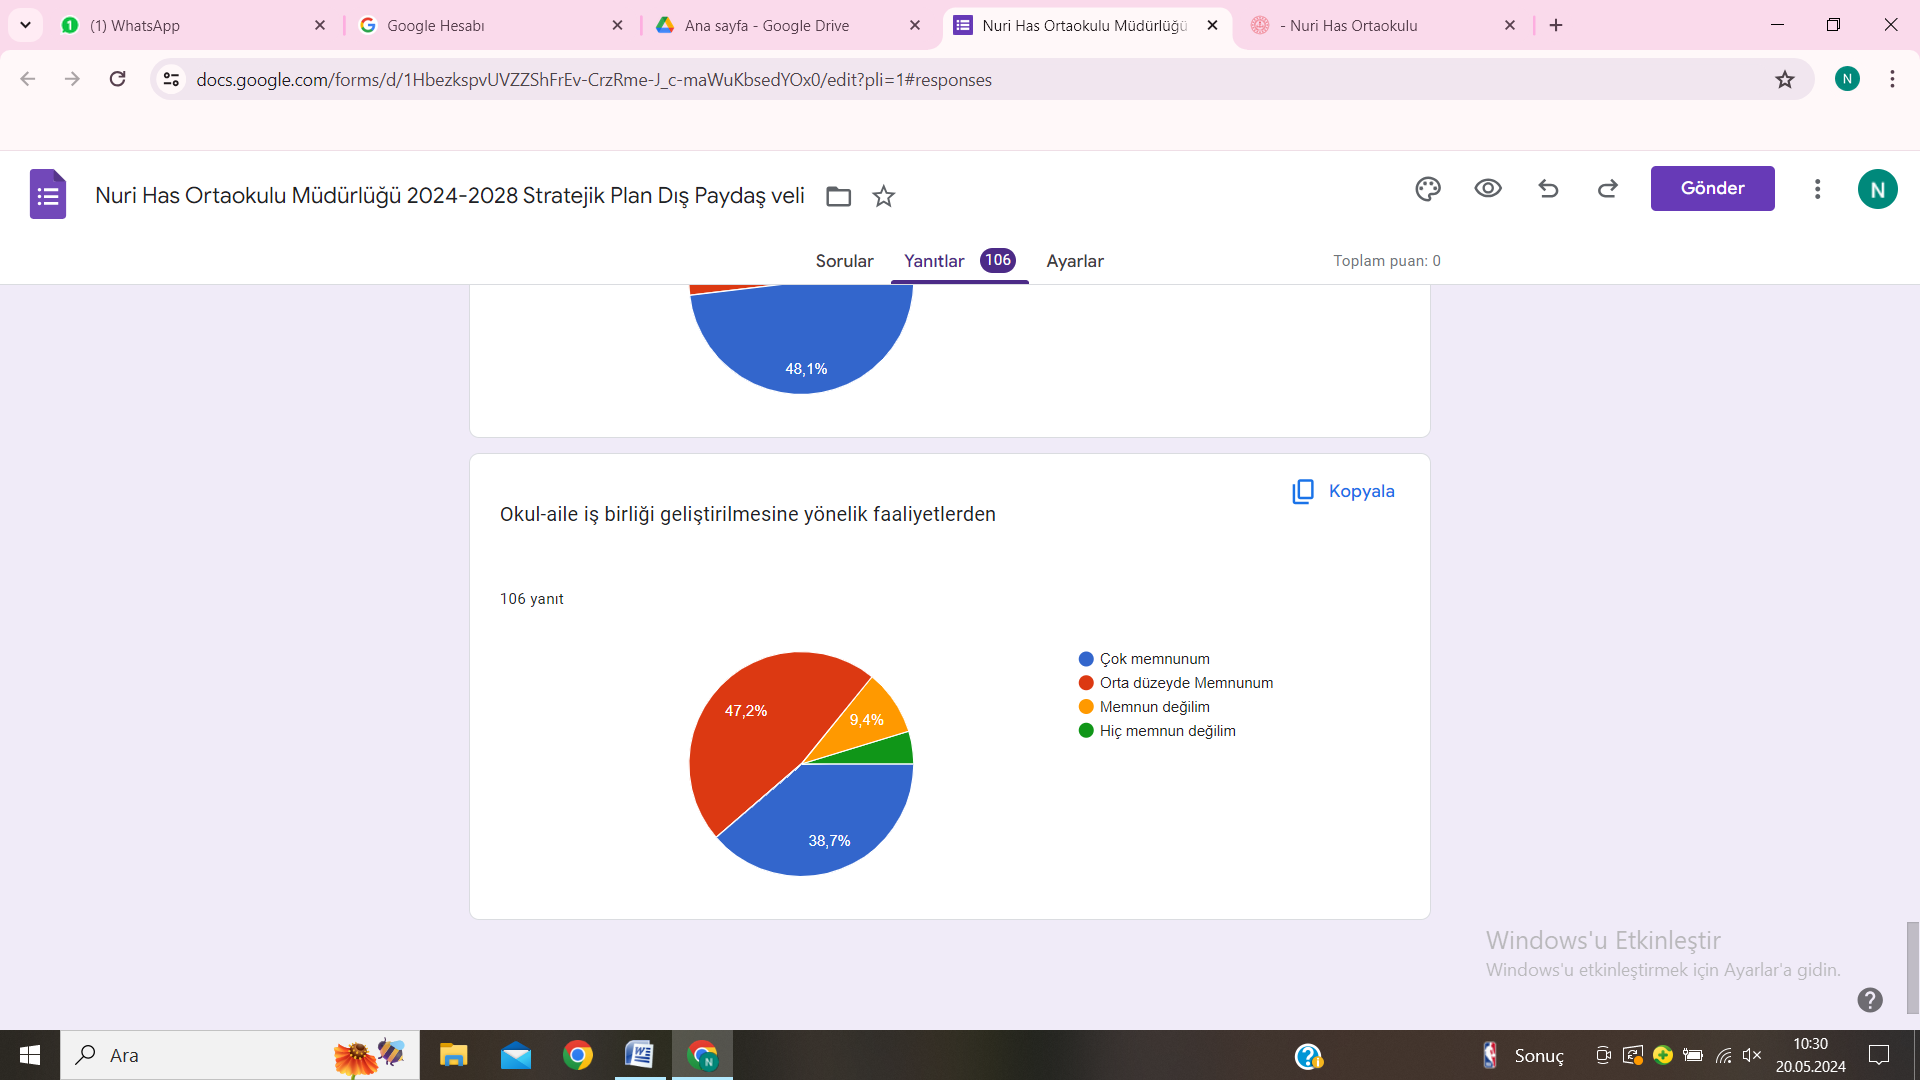 (1) WhatsApp
Google Hesabı
Ana sayfa - Google Drive
Nuri Has Ortaokulu Müdürlüğü
- Nuri Has Ortaokulu
docs.google.com/forms/d/1HbezkspvUVZZShFrEv-CrzRme-J_c-maWuKbsedYOx0/edit?pli=1#responses
N
Nuri Has Ortaokulu Müdürlüğü 2024-2028 Stratejik Plan Dış Paydaş veli
Gönder
N
Sorular
Yanıtlar 106
Ayarlar
Toplam puan: 0
48,1%
Kopyala
Okul-aile iş birliği geliştirilmesine yönelik faaliyetlerden
106 yanıt
Çok memnunum
Orta düzeyde Memnunum
Memnun değilim
Hiç memnun değilim
47,2%
9,4%
38,7%
Windows'u Etkinleştir
Windows'u etkinleştirmek için Ayarlar'a gidin.
Ara
Sonuç
10:30
20.05.2024